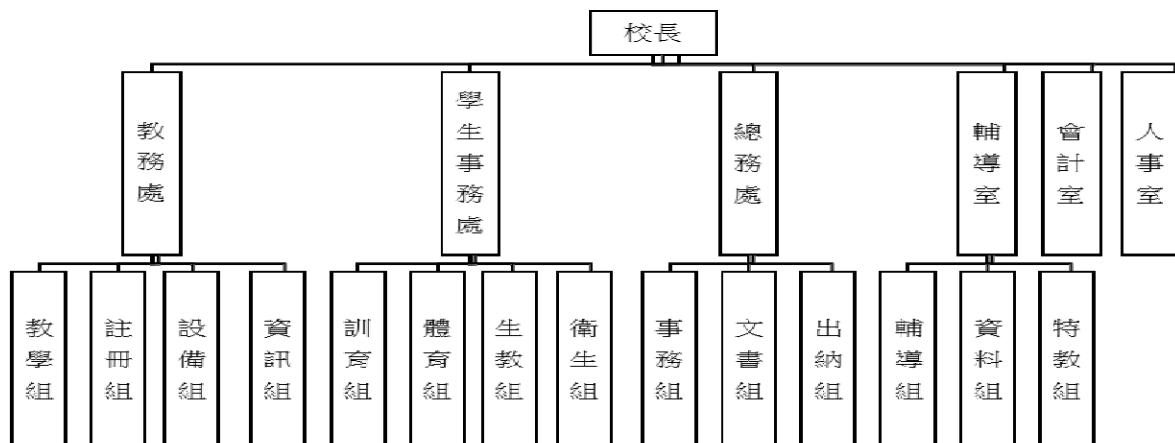 校長
教務處
學生事務處
總務處
輔導室
會計室
人事室
教學組
註冊組
設備組
資訊組
訓育組
體育組
生教組
衛生組
事務組
文書組
出納組
輔導組
資料組
特教組